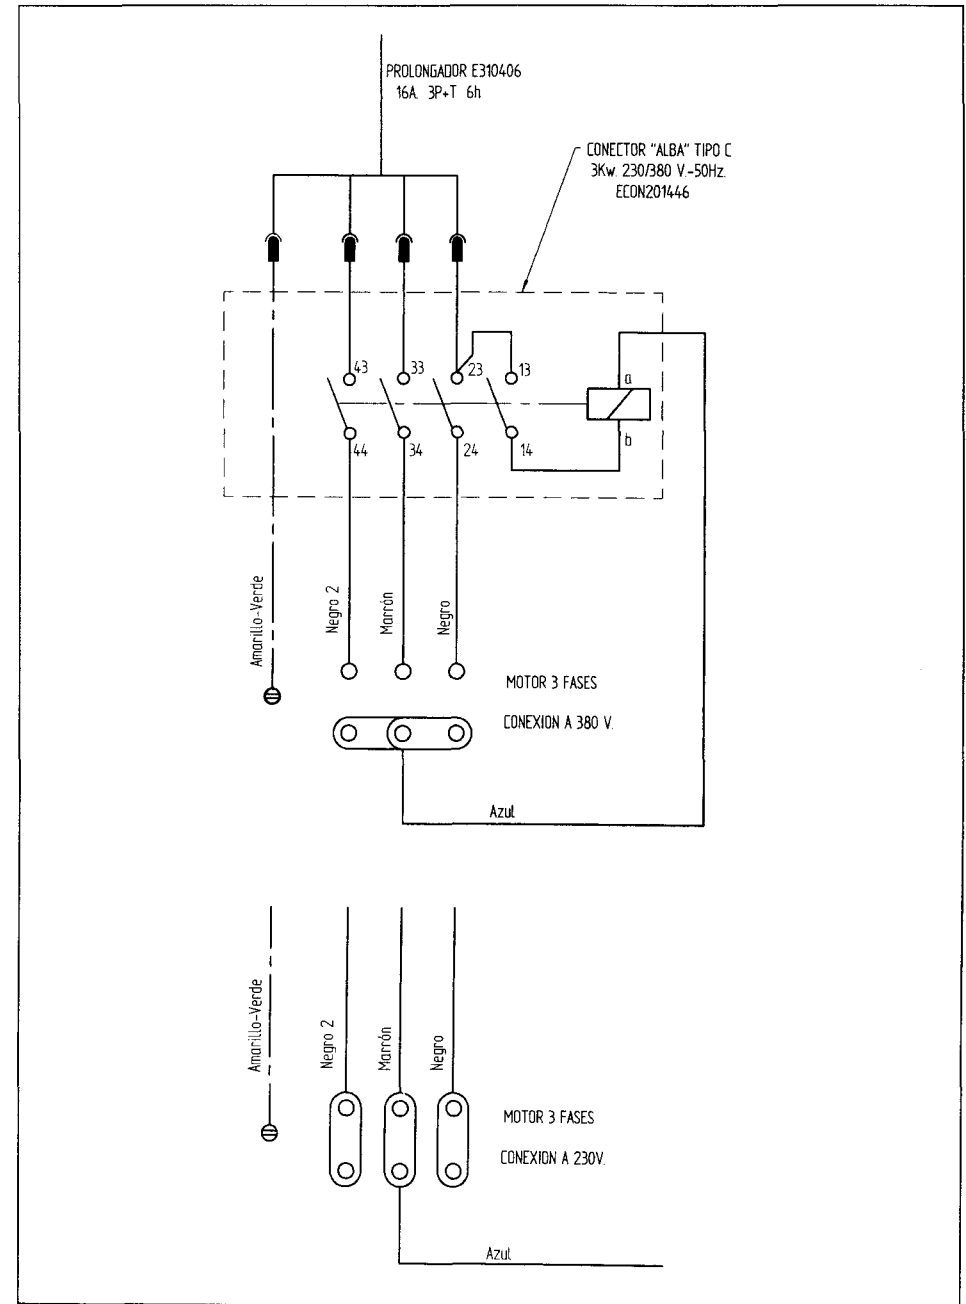 PROLONGADOR E310406
16A. 3P+T 6h
CONECTOR "ALBA" TIPO C
3Kw. 230/380 V.-50Hz.
ECON201446
43
33
23
13
a
44
34
24
14
b
Amarillo-Verde
Negro 2
Marrón
Negro
MOTOR 3 FASES
CONEXION A 380 V.
Azul
Amarillo-Verde
Negro 2
Marrón
Negro
MOTOR 3 FASES
CONEXION A 230V.
Azul